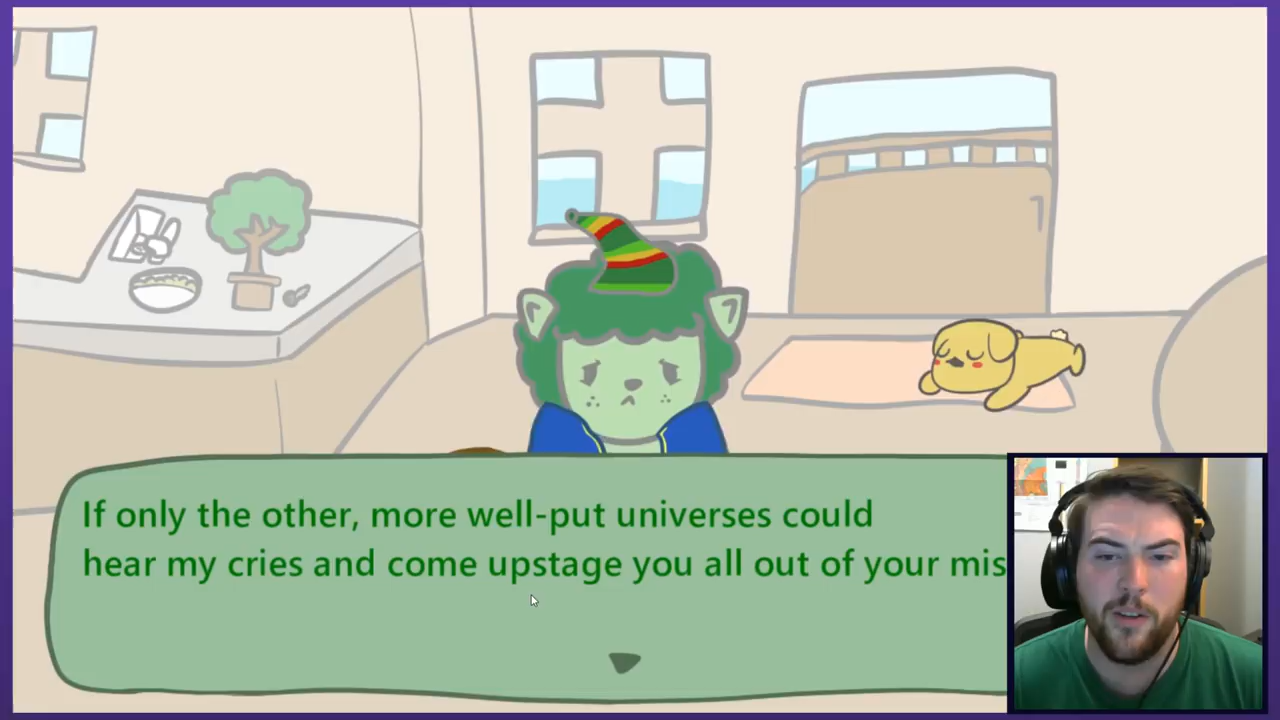 If only the other, more well-put universes could
hear my cries and come upstage you all out of your mis